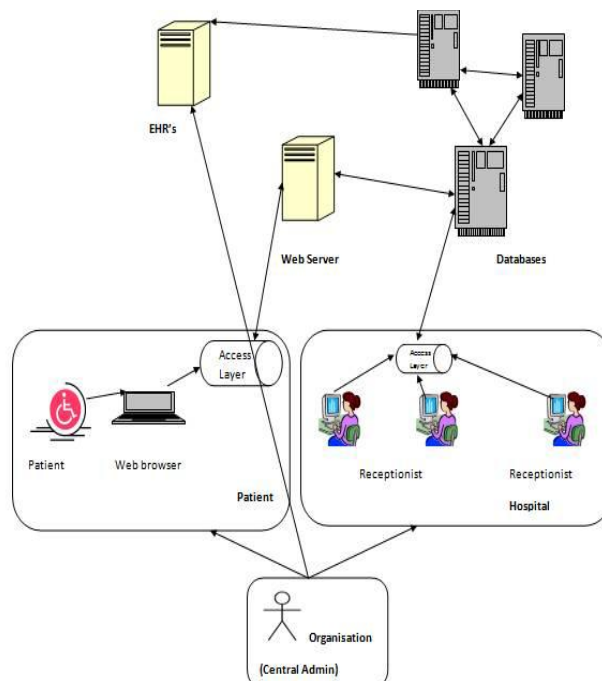 EHR's
Web Server
Databases
Access
Layer
Patient
Web browser
Patient
Access
Layer
Receptionist
Receptionist
Hospital
Organisation
(Central Admin)